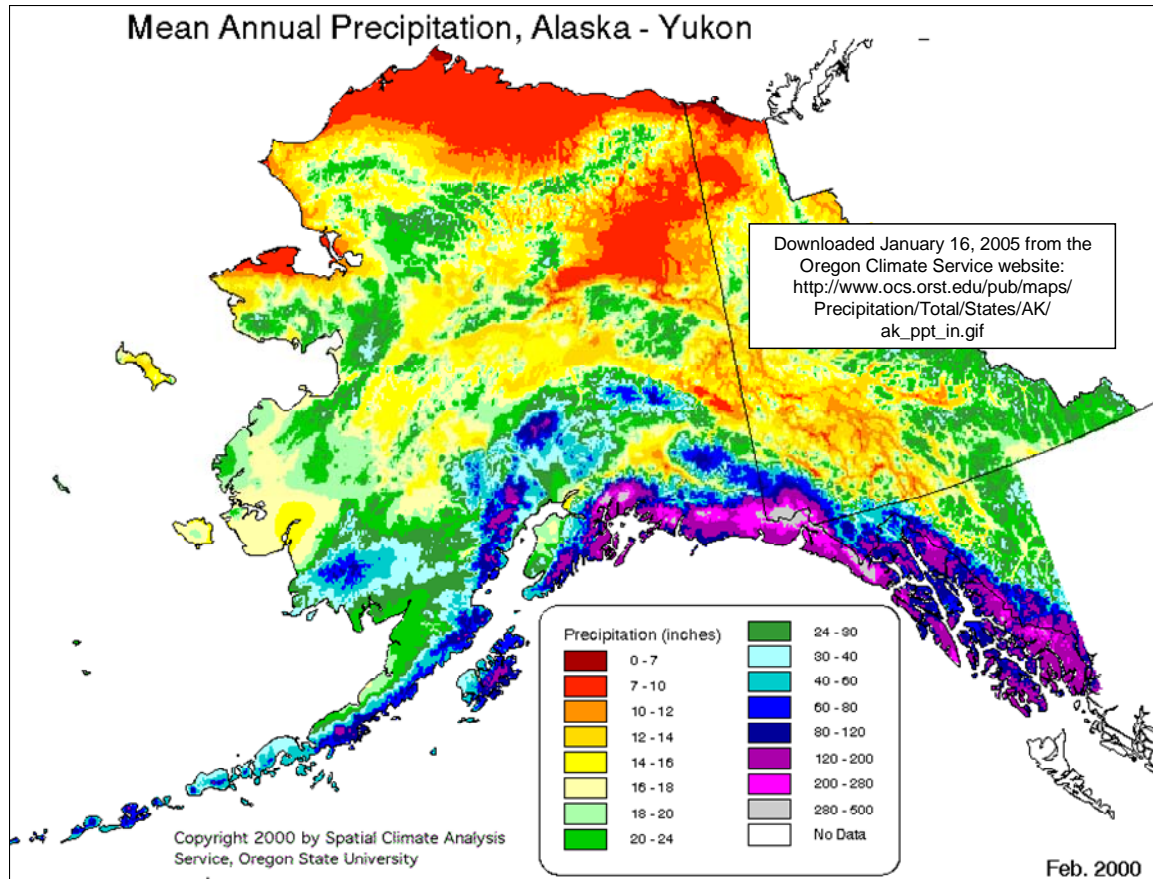 Mean Annual Precipitation, Alaska - Yukon
Downloaded January 16, 2005 from the
Oregon Climate Service website:
http://www.ocs.orst.edu/pub/maps/
Precipitation/Total/States/AK/
ak_ppt_in.gif
Precipitation (inches)
0 - 7
7 - 10
10 - 12
12 - 14
14 - 16
16 - 18
18 - 20
20 - 24
24 - 30
30 - 40
40 - 60
60 - 80
80 - 120
120 - 200
200 - 280
280 - 500
No Data
Copyright 2000 by Spatial Climate Analysis
Service, Oregon State University
Feb. 2000